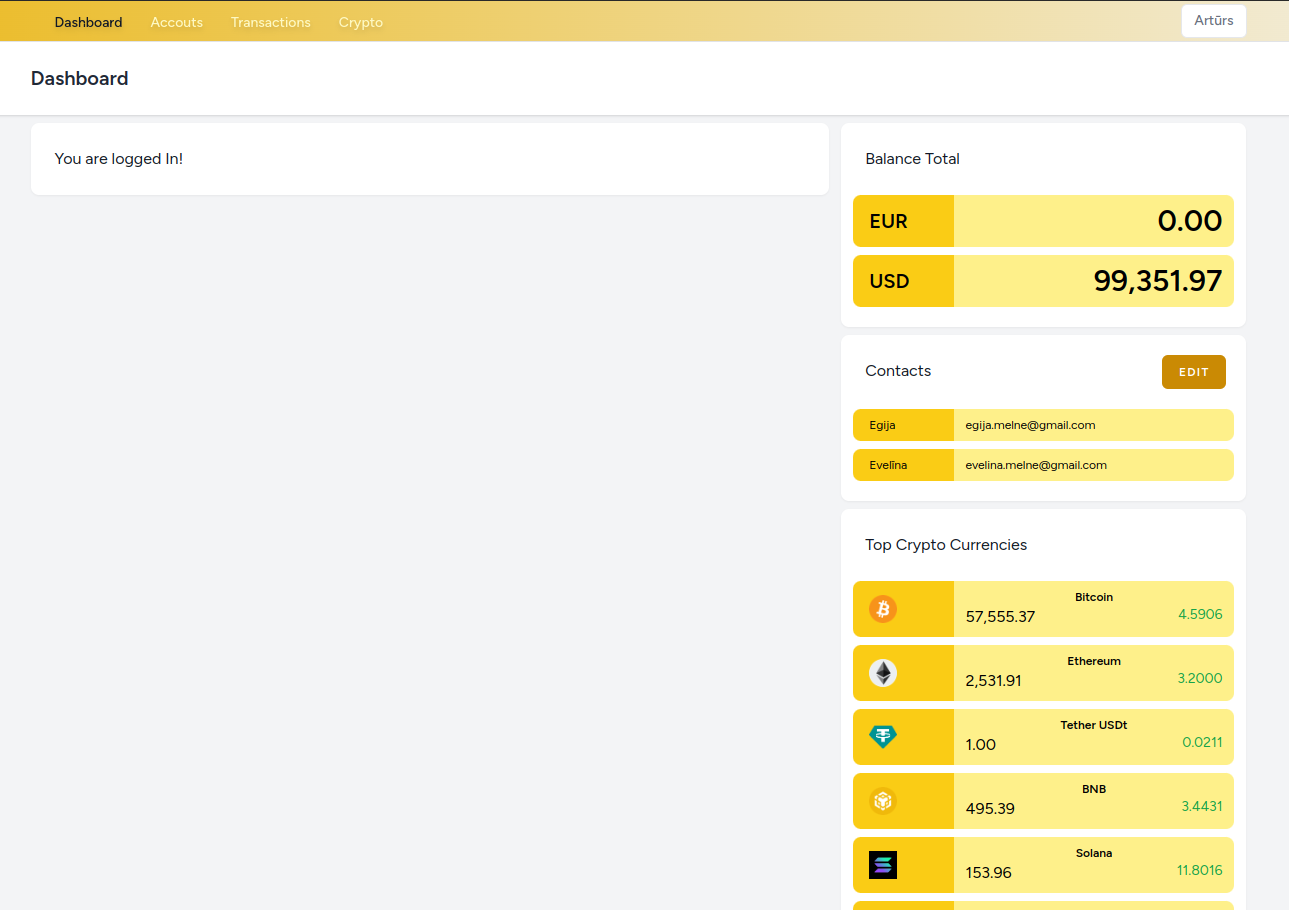 Dashboard Accouts Transactions Crypto Artūrs
Dashboard
You are logged In!
Balance Total
EUR 0.00
USD 99,351.97
Contacts EDIT
Egija egija.melne@gmail.com
Evelīna evelina.melne@gmail.com
Top Crypto Currencies
Bitcoin
57,555.37 4.5906
Ethereum
2,531.91 3.2000
Tether USDt
1.00 0.0211
BNB
495.39 3.4431
Solana
153.96 11.8016